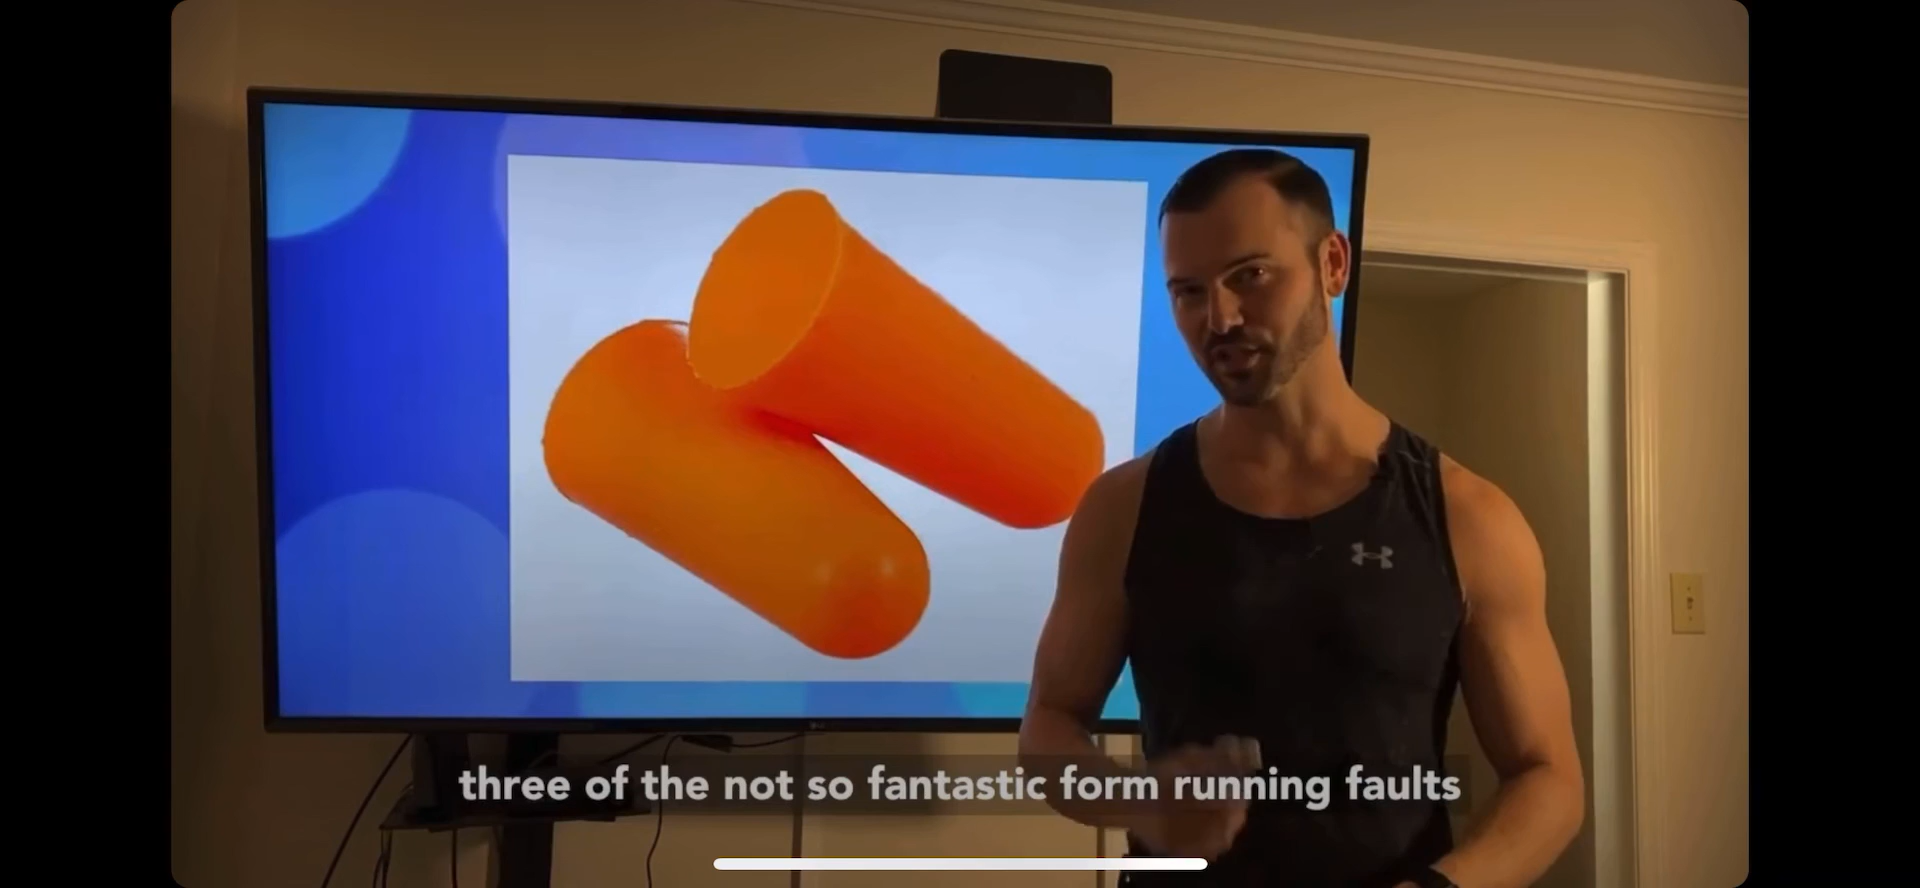 three of the not so fantastic form running faults